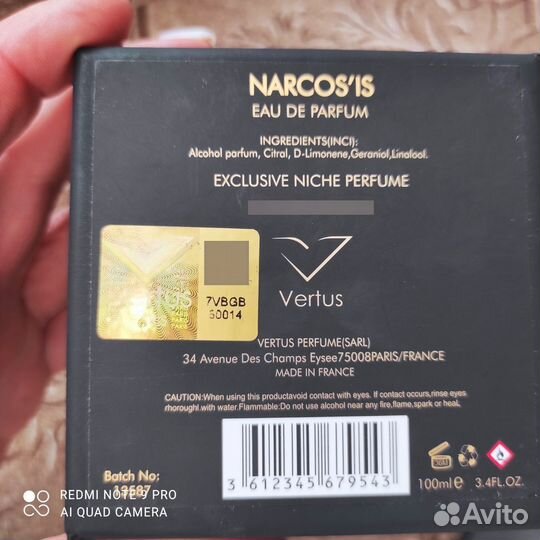 NARCOS'IS
EAU DE PARFUM
INGREDIENTS(INCI):
Alcohol parfum, Citral, D-Limonene,Geraniol,Linalool.
EXCLUSIVE NICHE PERFUME
7VBGB
60014
Vertus
VERTUS PERFUME(SARL)
34 Avenue Des Champs Eysee75008PARIS/FRANCE
MADE IN FRANCE
CAUTION:When using this productavoid contact with eyes. If contact occurs,rinse eyes
rhoroughl.with water.Flammable:Do not use alcohol near any fire,flame,spark or heat.
Batch No:
13587
3 612345 679543
100ml e 3.4FL.OZ.
REDMI NOTE 8 PRO
AI QUAD CAMERA
Avito